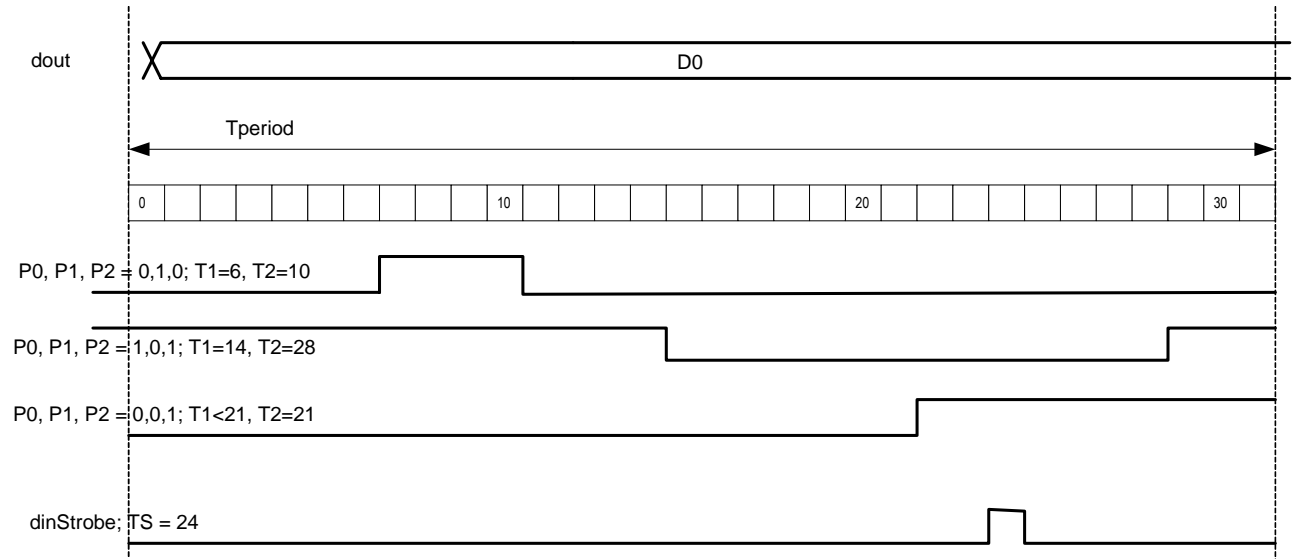 dout
D0
Tperiod
0 10 20 30
P0, P1, P2 = 0,1,0; T1=6, T2=10
P0, P1, P2 = 1,0,1; T1=14, T2=28
P0, P1, P2 = 0,0,1; T1<21, T2=21
dinStrobe; TS = 24